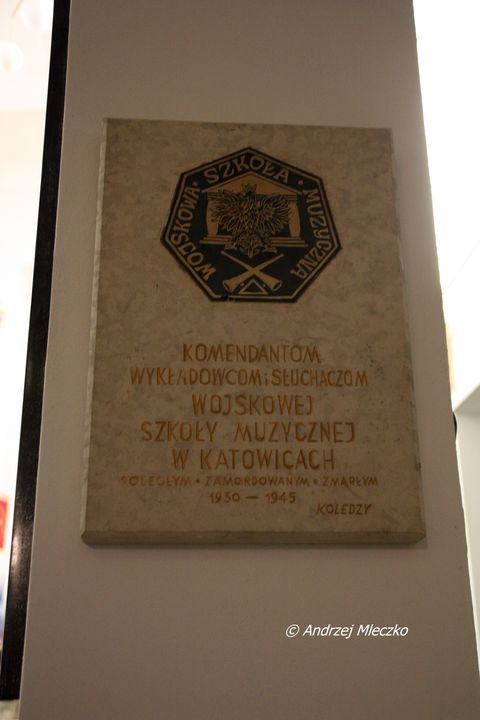 WOJSKOWA · SZKOŁA · MUZYCZNA
KOMENDANTOM
WYKŁADOWCOM i SŁUCHACZOM
WOJSKOWEJ
SZKOŁY MUZYCZNEJ
W KATOWICACH
POLEGŁYM · ZAMORDOWANYM · ZMARŁYM
1930 — 1945
KOLEDZY
© Andrzej Mleczko